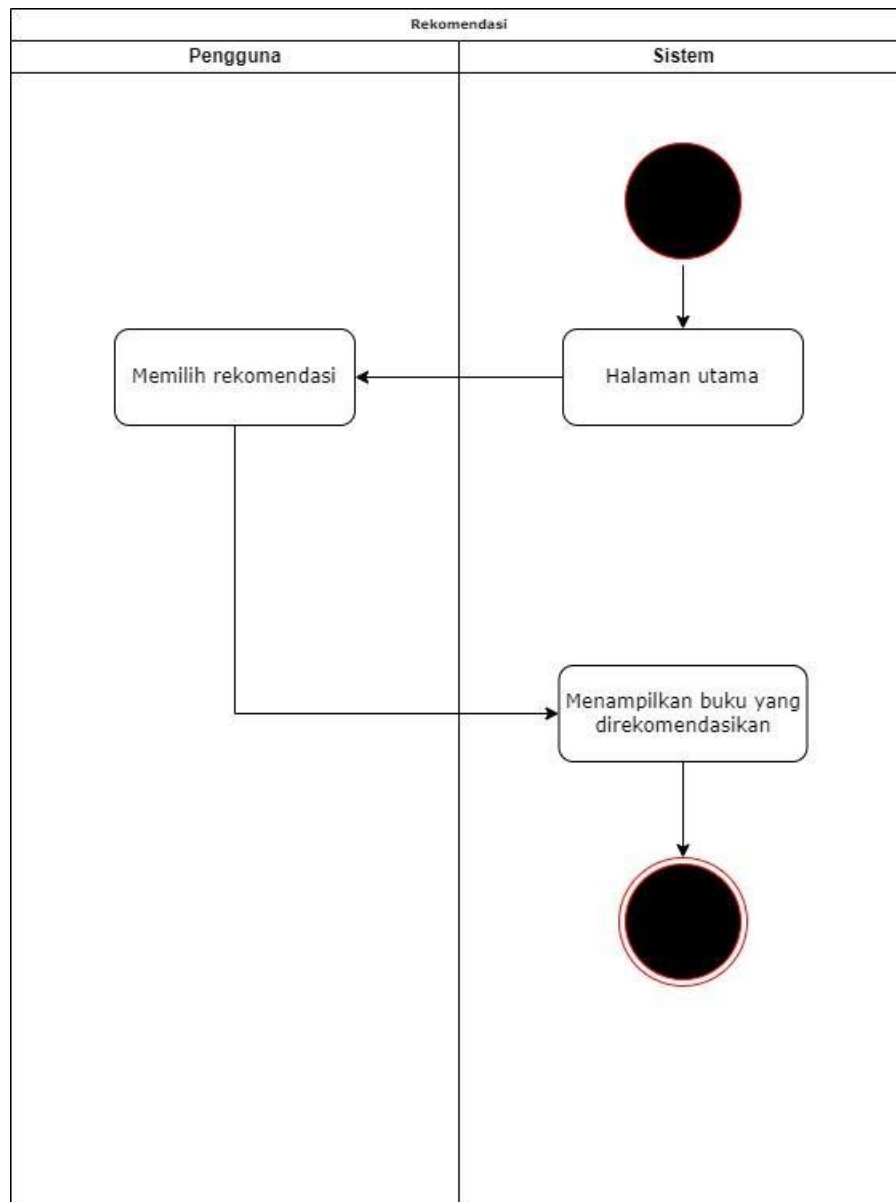 Rekomendasi
Pengguna
Sistem
Halaman utama
Memilih rekomendasi
Menampilkan buku yang
direkomendasikan